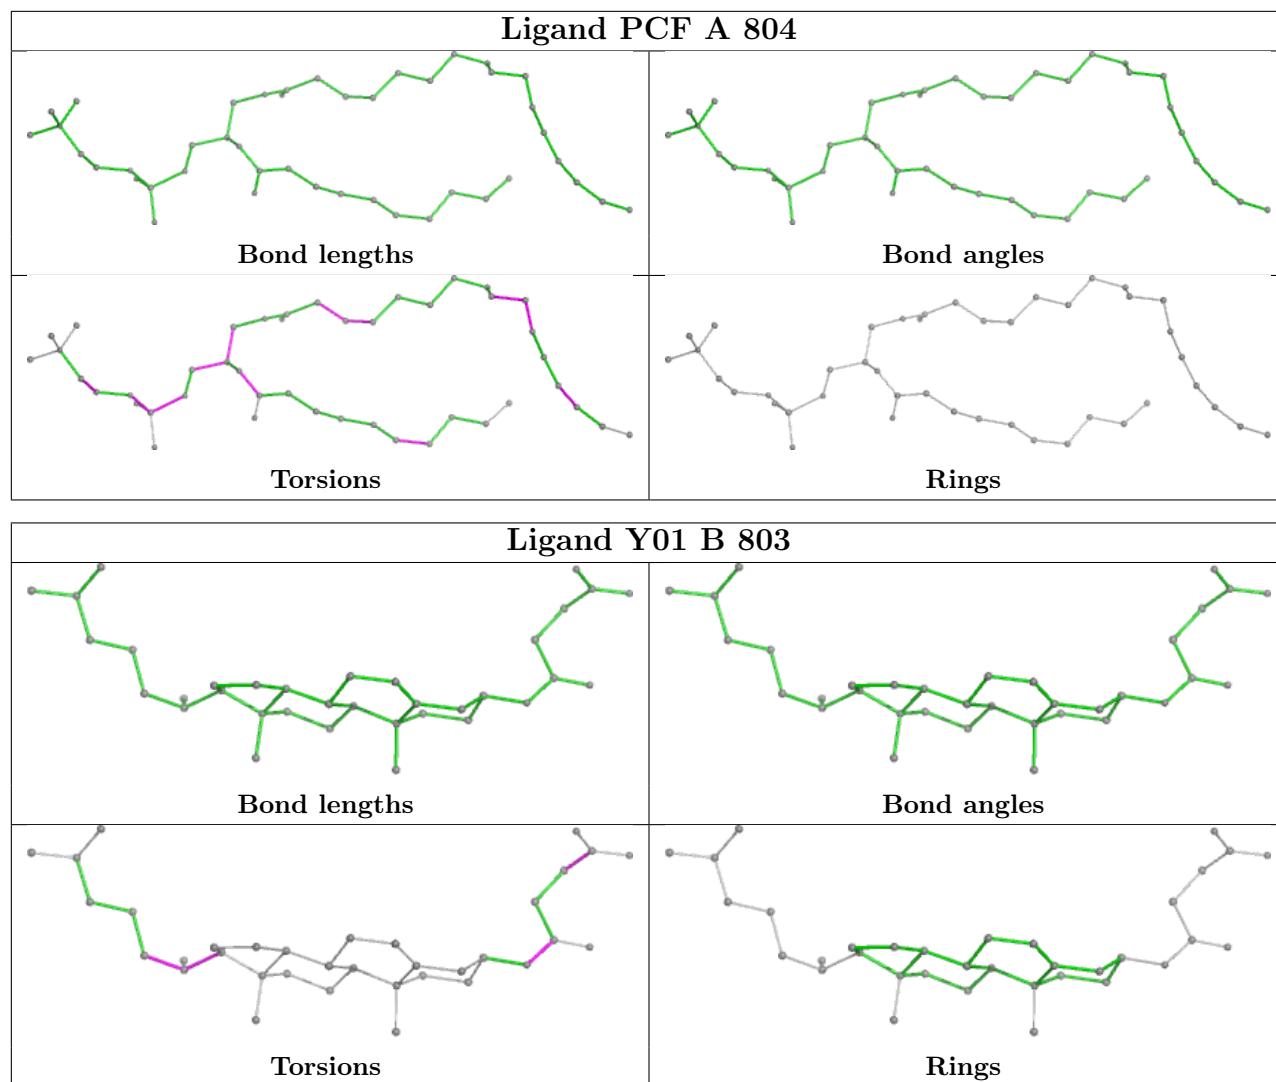 Ligand PCF A 804
Bond lengths
Bond angles
Torsions
Rings
Ligand Y01 B 803
Bond lengths
Bond angles
Torsions
Rings